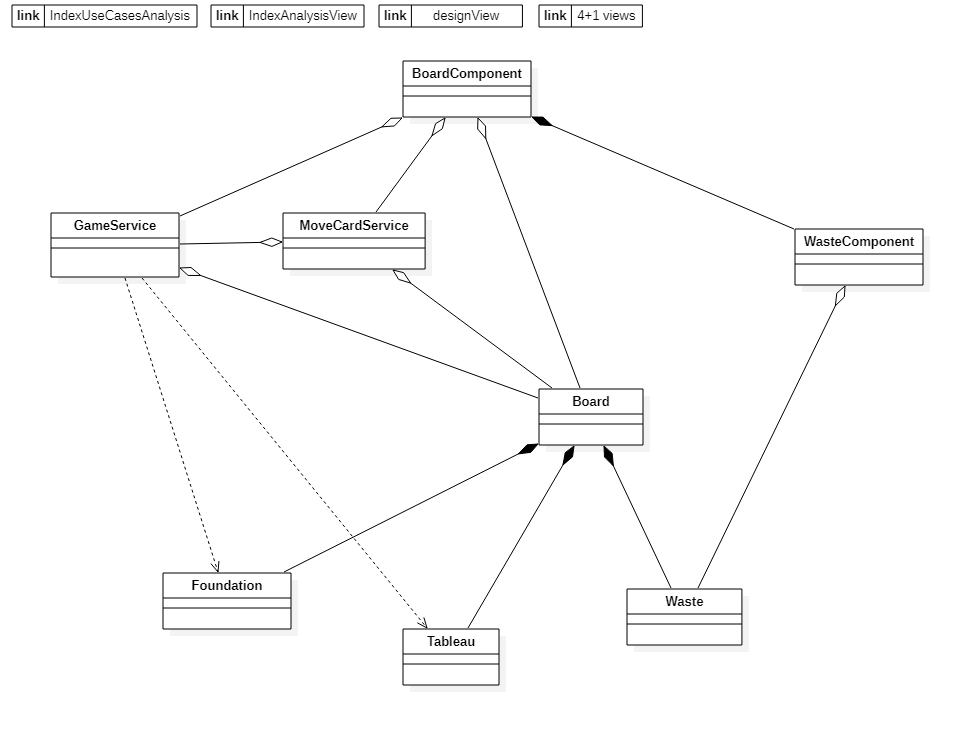 link IndexUseCasesAnalysis link IndexAnalysisView link designView link 4+1 views
BoardComponent
GameService MoveCardService WasteComponent
Board
Foundation Waste
Tableau